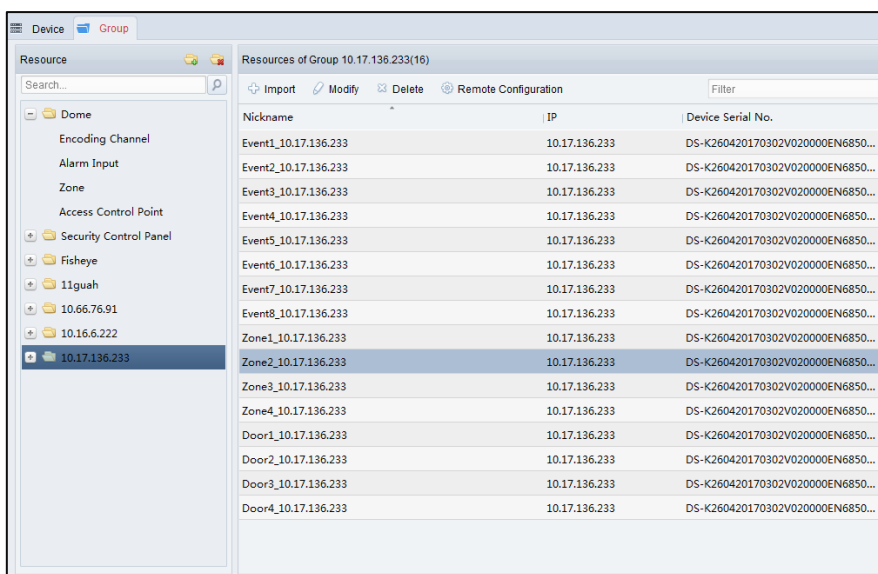 Device Group
Resource
Search...
Dome
Encoding Channel
Alarm Input
Zone
Access Control Point
Security Control Panel
Fisheye
11guah
10.66.76.91
10.16.6.222
10.17.136.233
Resources of Group 10.17.136.233(16)
Import Modify Delete Remote Configuration Filter
Nickname IP Device Serial No.
Event1_10.17.136.233 10.17.136.233 DS-K260420170302V020000EN6850...
Event2_10.17.136.233 10.17.136.233 DS-K260420170302V020000EN6850...
Event3_10.17.136.233 10.17.136.233 DS-K260420170302V020000EN6850...
Event4_10.17.136.233 10.17.136.233 DS-K260420170302V020000EN6850...
Event5_10.17.136.233 10.17.136.233 DS-K260420170302V020000EN6850...
Event6_10.17.136.233 10.17.136.233 DS-K260420170302V020000EN6850...
Event7_10.17.136.233 10.17.136.233 DS-K260420170302V020000EN6850...
Event8_10.17.136.233 10.17.136.233 DS-K260420170302V020000EN6850...
Zone1_10.17.136.233 10.17.136.233 DS-K260420170302V020000EN6850...
Zone2_10.17.136.233 10.17.136.233 DS-K260420170302V020000EN6850...
Zone3_10.17.136.233 10.17.136.233 DS-K260420170302V020000EN6850...
Zone4_10.17.136.233 10.17.136.233 DS-K260420170302V020000EN6850...
Door1_10.17.136.233 10.17.136.233 DS-K260420170302V020000EN6850...
Door2_10.17.136.233 10.17.136.233 DS-K260420170302V020000EN6850...
Door3_10.17.136.233 10.17.136.233 DS-K260420170302V020000EN6850...
Door4_10.17.136.233 10.17.136.233 DS-K260420170302V020000EN6850...